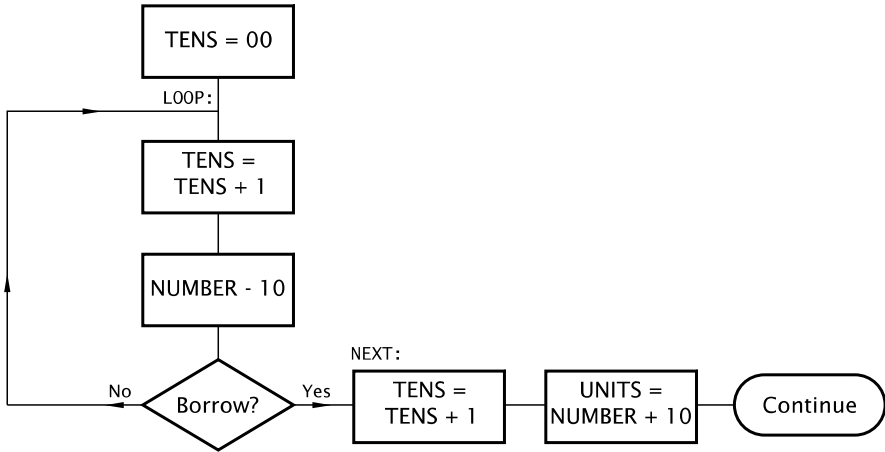 TENS = 00
LOOP:
TENS =
TENS + 1
NUMBER - 10
Borrow?
No
Yes
NEXT:
TENS =
TENS + 1
UNITS =
NUMBER + 10
Continue